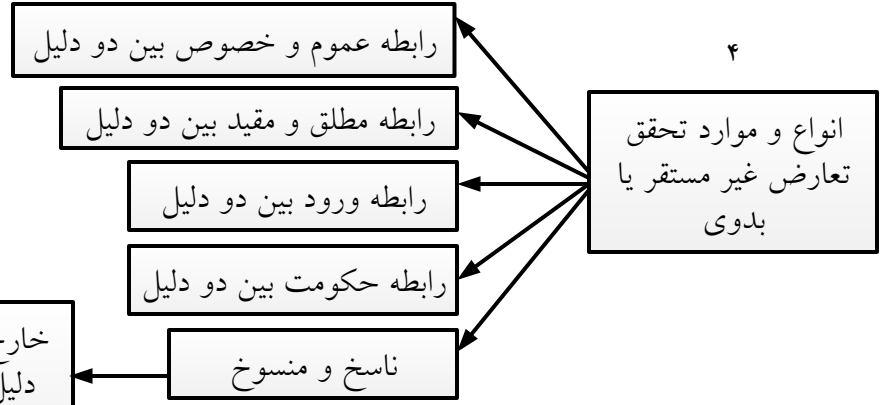 ۴
انواع و موارد تحقق
تعارض غیر مستقر یا
بدوی
رابطه عموم و خصوص بین دو دلیل
رابطه مطلق و مقید بین دو دلیل
رابطه ورود بین دو دلیل
رابطه حکومت بین دو دلیل
ناسخ و منسوخ
دلیل